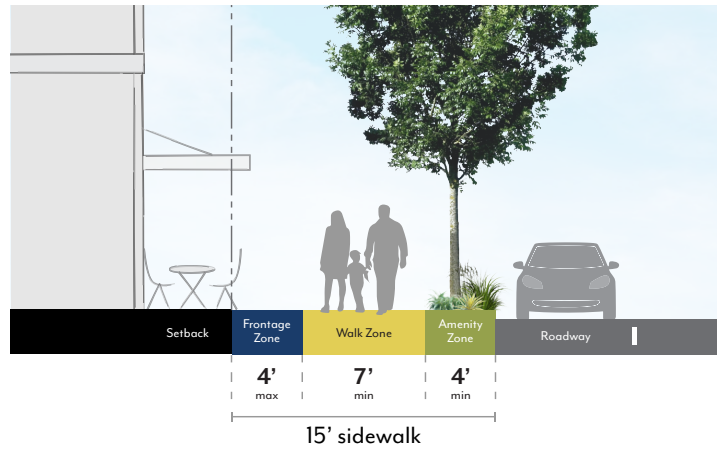 Setback
Frontage
Zone
Walk Zone
Amenity
Zone
Roadway
4’
max
7’
min
4’
min
15’ sidewalk